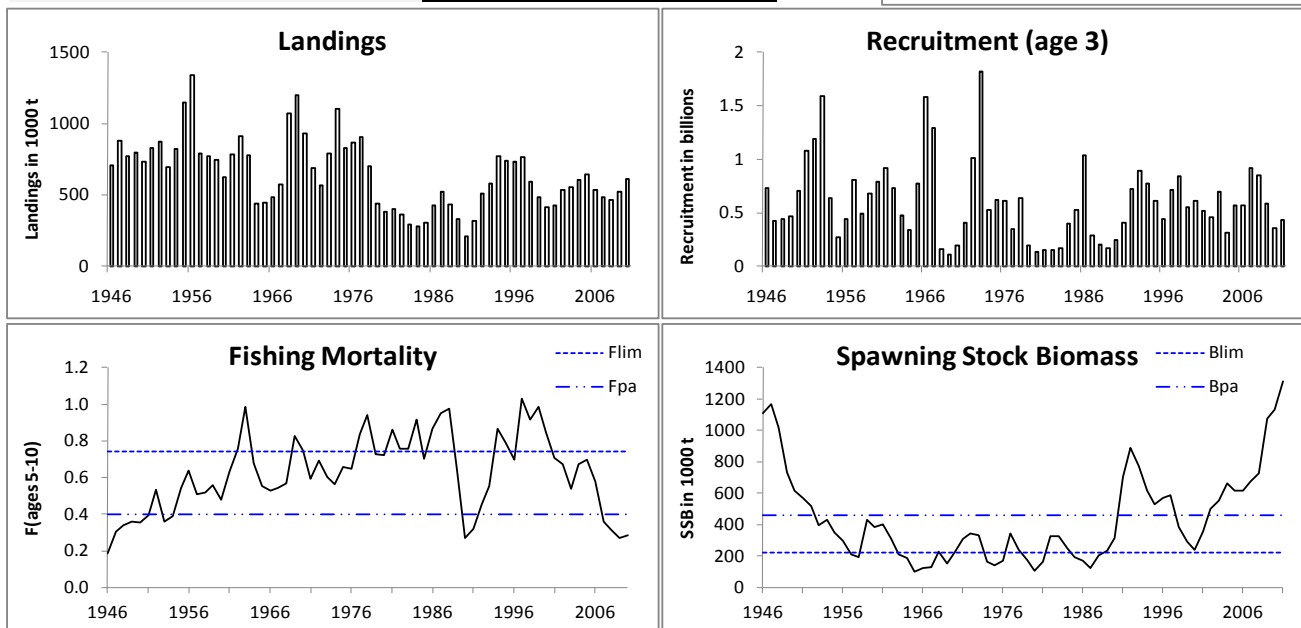 Landings
Landings in 1000 t
1500
1000
500
0
1946 1956 1966 1976 1986 1996 2006
Recruitment (age 3)
Recruitment in billions
2
1.5
1
0.5
0
1946 1956 1966 1976 1986 1996 2006
Fishing Mortality
Flim
Fpa
F(ages 5-10)
1.2
1.0
0.8
0.6
0.4
0.2
0.0
1946 1956 1966 1976 1986 1996 2006
Spawning Stock Biomass
Blim
Bpa
SSB in 1000 t
1400
1200
1000
800
600
400
200
0
1946 1956 1966 1976 1986 1996 2006